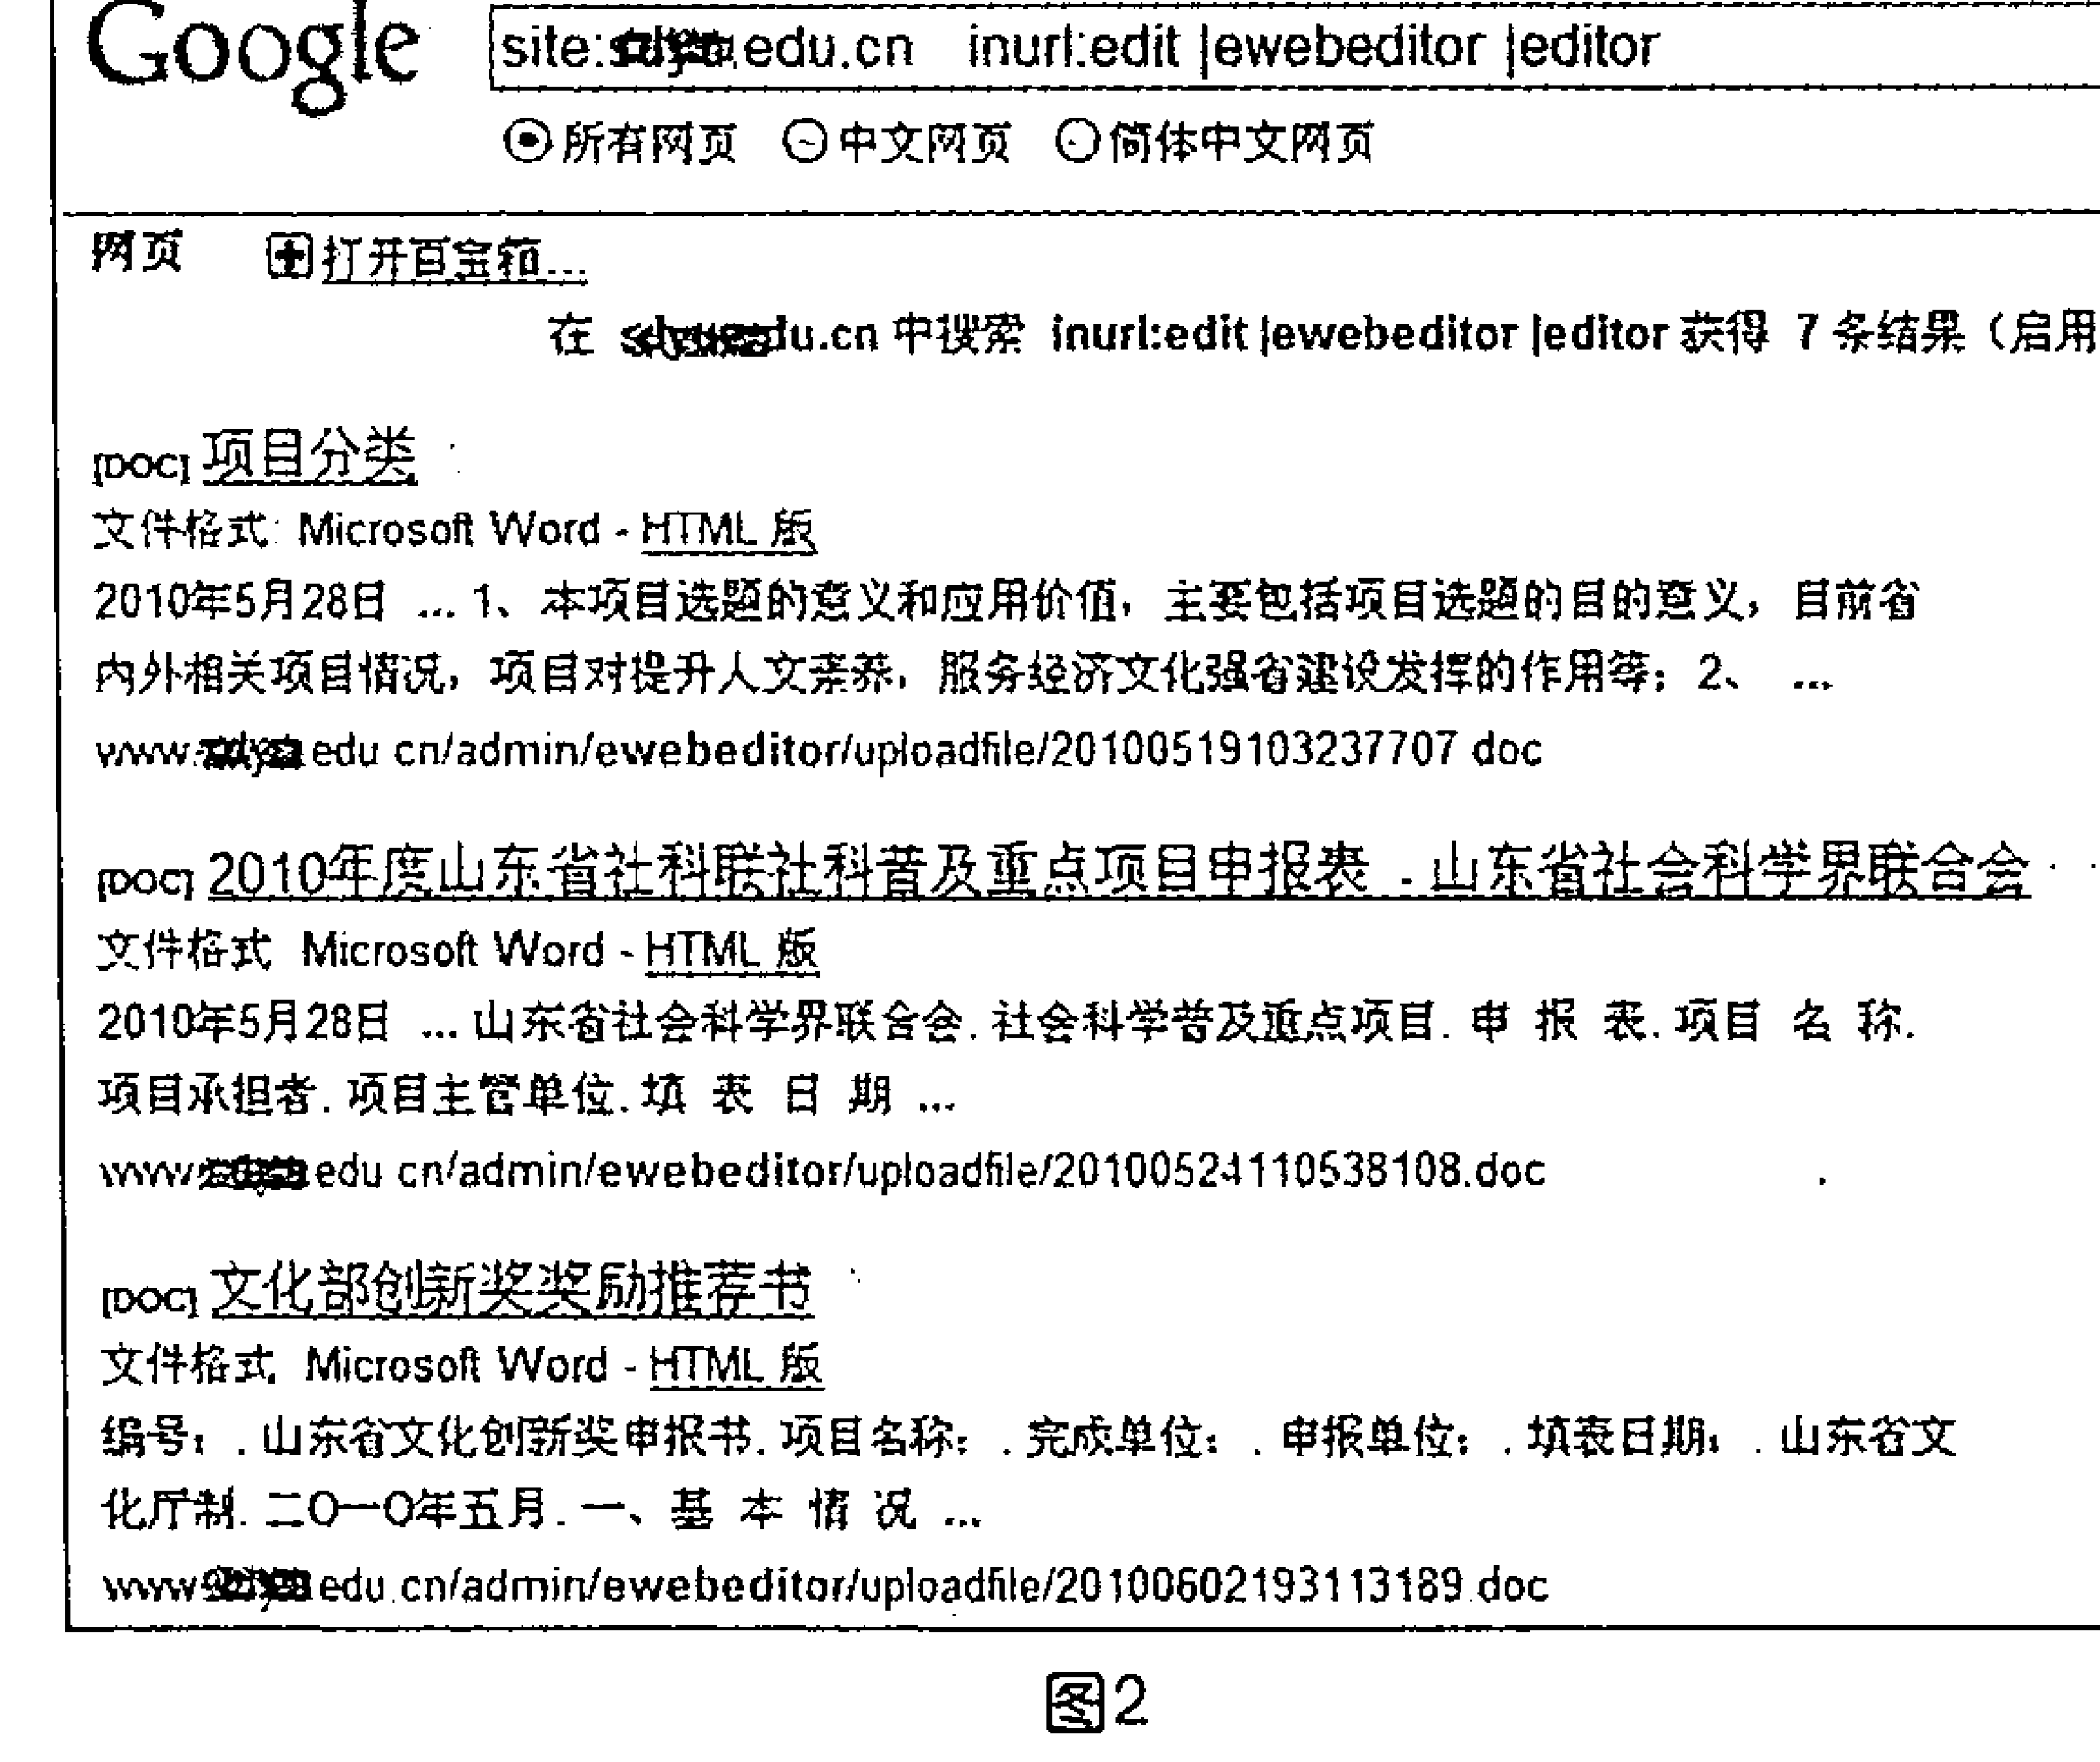 Google
site: edu.cn inurl:edit |ewebeditor |editor
所有网页 中文网页 简体中文网页
网页 打开百宝箱...
在 du.cn 中搜索 inurl:edit |ewebeditor |editor 获得 7 条结果（启用
[DOC] 项目分类
文件格式: Microsoft Word - HTML 版
2010年5月28日 ... 1、本项目选题的意义和应用价值，主要包括项目选题的目的意义，目前省
内外相关项目情况，项目对提升人文素养，服务经济文化强省建设发挥的作用等；2、 ...
www. edu cn/admin/ewebeditor/uploadfile/20100519103237707 doc
[DOC] 2010年度山东省社科联社科普及重点项目申报表 - 山东省社会科学界联合会
文件格式 Microsoft Word - HTML 版
2010年5月28日 ... 山东省社会科学界联合会. 社会科学普及重点项目. 申 报 表. 项目 名 称.
项目承担者. 项目主管单位. 填 表 日 期 ...
www. edu cn/admin/ewebeditor/uploadfile/20100524110538108.doc
[DOC] 文化部创新奖奖励推荐书
文件格式 Microsoft Word - HTML 版
编号：. 山东省文化创新奖申报书. 项目名称：. 完成单位：. 申报单位：. 填表日期：. 山东省文
化厅制. 二O一O年五月. 一、基 本 情 况 ...
www. edu.cn/admin/ewebeditor/uploadfile/20100602193113189.doc
图2